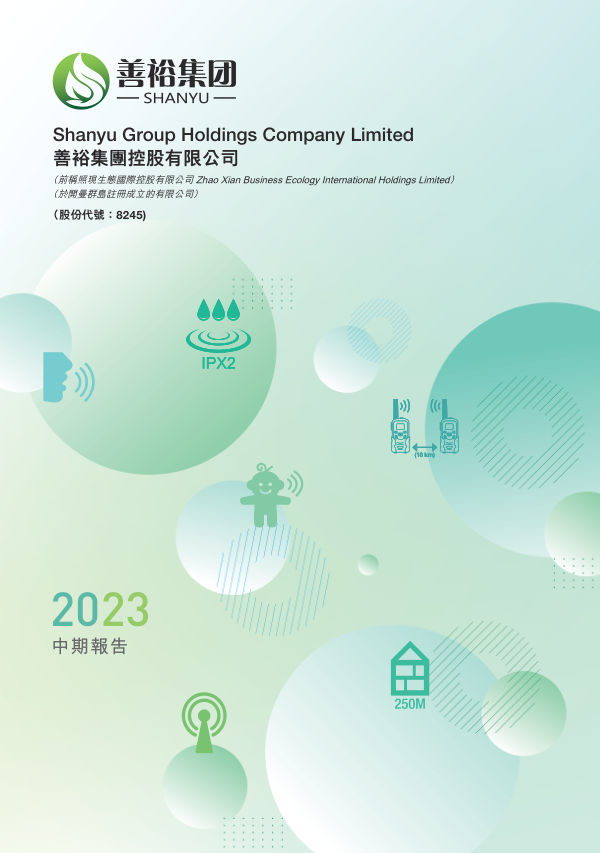 善裕集团
SHANYU
Shanyu Group Holdings Company Limited
善裕集團控股有限公司
（前稱照現生態國際控股有限公司 Zhao Xian Business Ecology International Holdings Limited）
（於開曼群島註冊成立的有限公司）
（股份代號：8245)
IPX2
(16 km)
2023
中期報告
250M